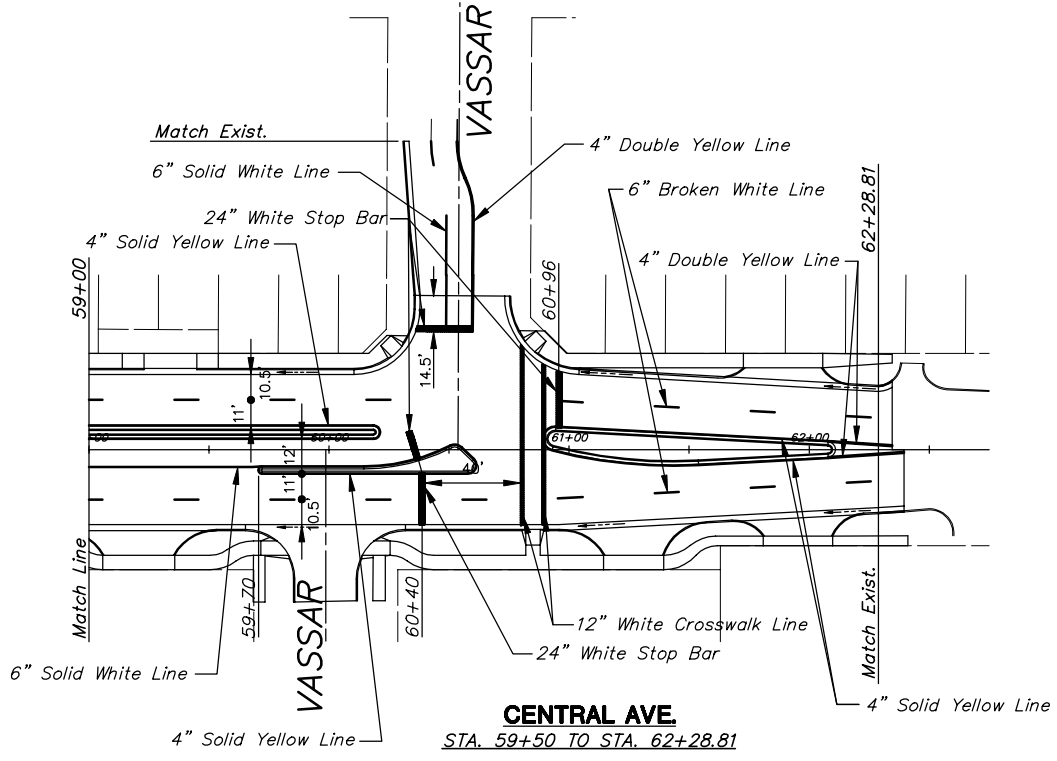 VASSAR
Match Exist.
4” Double Yellow Line
6” Solid White Line
6” Broken White Line
24” White Stop Bar
4” Solid Yellow Line
4” Double Yellow Line
62+28.81
59+00
60+96
14.5’
10.5’
11’
+00
60+00
61+00
62+00
12’
11’
10.5’
Match Line
59+70
60+40
VASSAR
12” White Crosswalk Line
24” White Stop Bar
Match Exist.
6” Solid White Line
4” Solid Yellow Line
4” Solid Yellow Line
CENTRAL AVE.
STA. 59+50 TO STA. 62+28.81